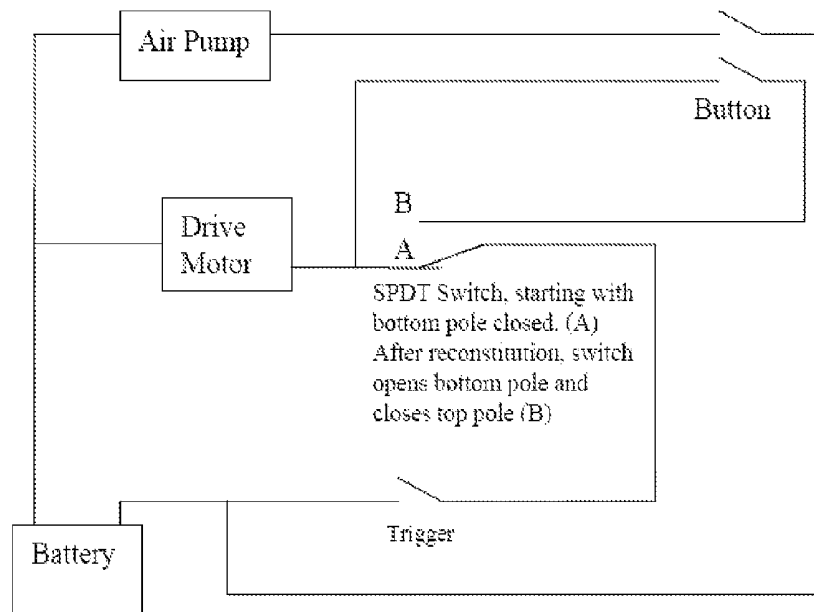 Air Pump
Button
B
Drive
Motor
A
SPDT Switch, starting with
bottom pole closed. (A)
After reconstitution, switch
opens bottom pole and
closes top pole (B)
Trigger
Battery